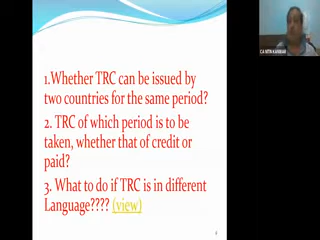 1.Whether TRC can be issued by
two countries for the same period?
2. TRC of which period is to be
taken, whether that of credit or
paid?
3. What to do if TRC is in different
Language???? (view)
CA NITIN KANWAR